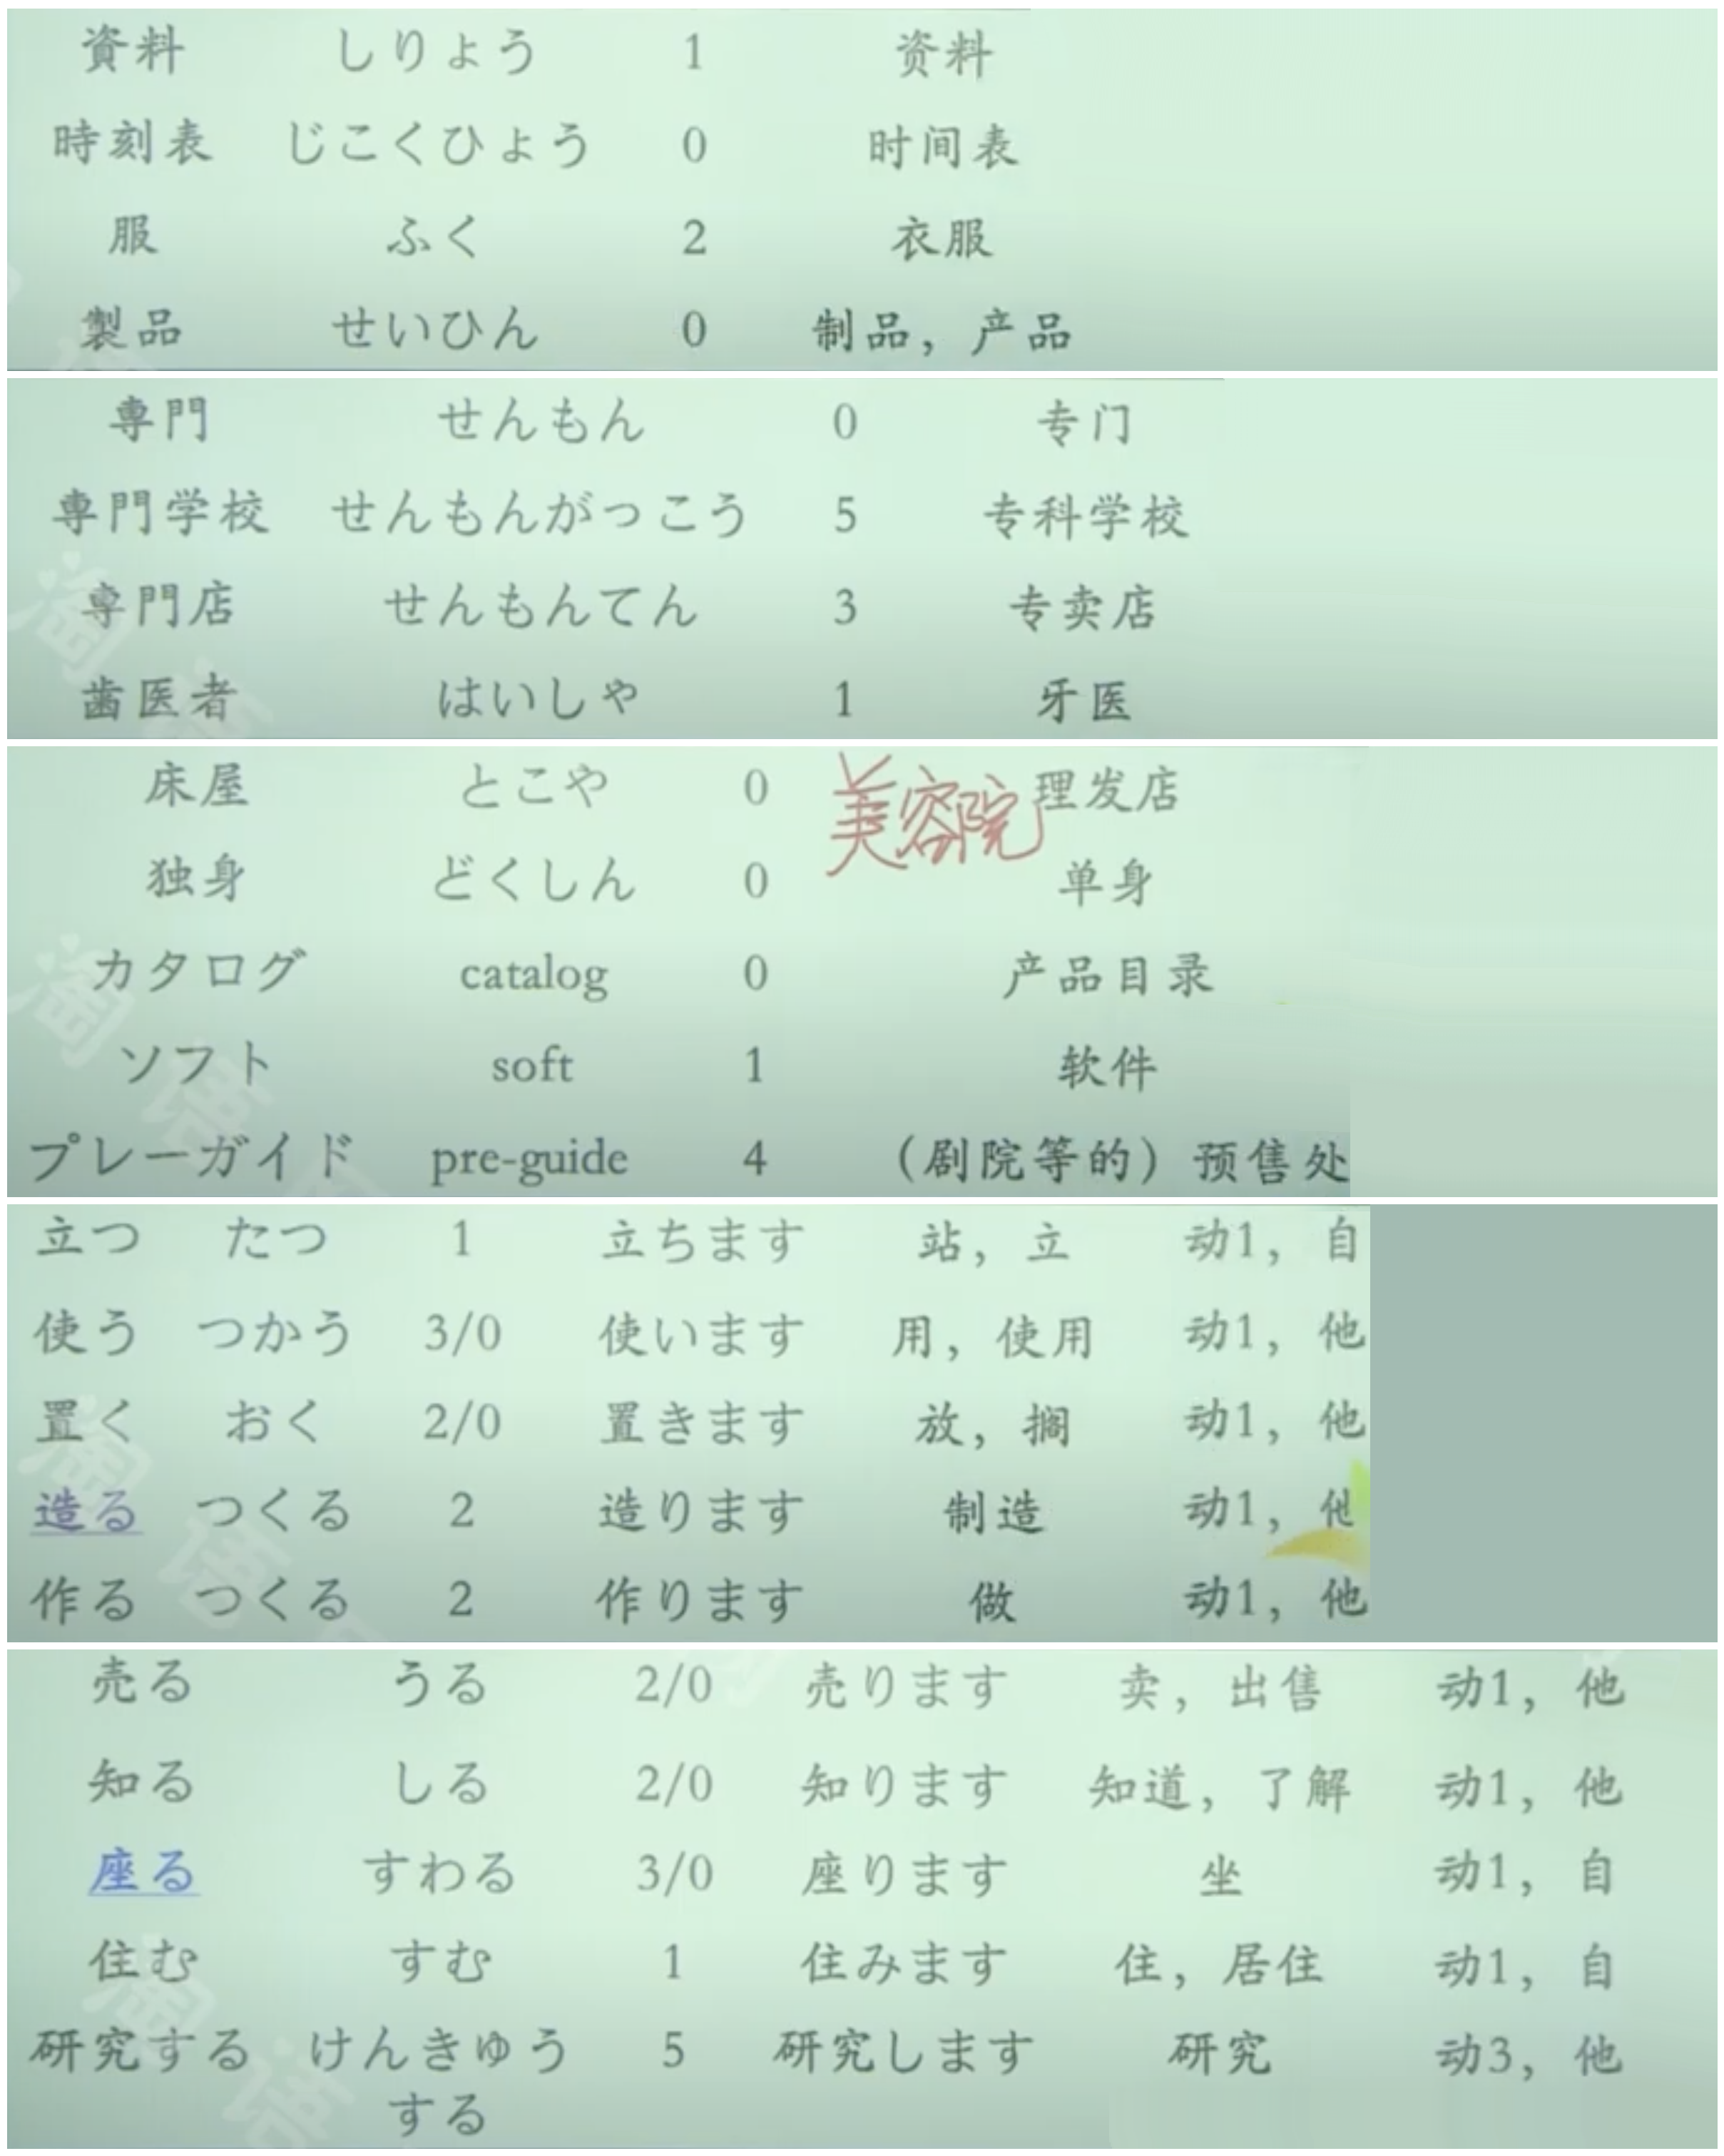 資料 しりょう 1 资料
時刻表 じこくひょう 0 时间表
服 ふく 2 衣服
製品 せいひん 0 制品，产品
専門 せんもん 0 专门
専門学校 せんもんがっこう 5 专科学校
専門店 せんもんてん 3 专卖店
歯医者 はいしゃ 1 牙医
床屋 とこや 0 美容院 理发店
独身 どくしん 0 单身
カタログ catalog 0 产品目录
ソフト soft 1 软件
プレーガイド pre-guide 4 （剧院等的）预售处
立つ たつ 1 立ちます 站，立 动1，自
使う つかう 3/0 使います 用，使用 动1，他
置く おく 2/0 置きます 放，搁 动1，他
造る つくる 2 造ります 制造 动1，他
作る つくる 2 作ります 做 动1，他
売る うる 2/0 売ります 卖，出售 动1，他
知る しる 2/0 知ります 知道，了解 动1，他
座る すわる 3/0 座ります 坐 动1，自
住む すむ 1 住みます 住，居住 动1，自
研究する けんきゅう 5 研究します 研究 动3，他
する